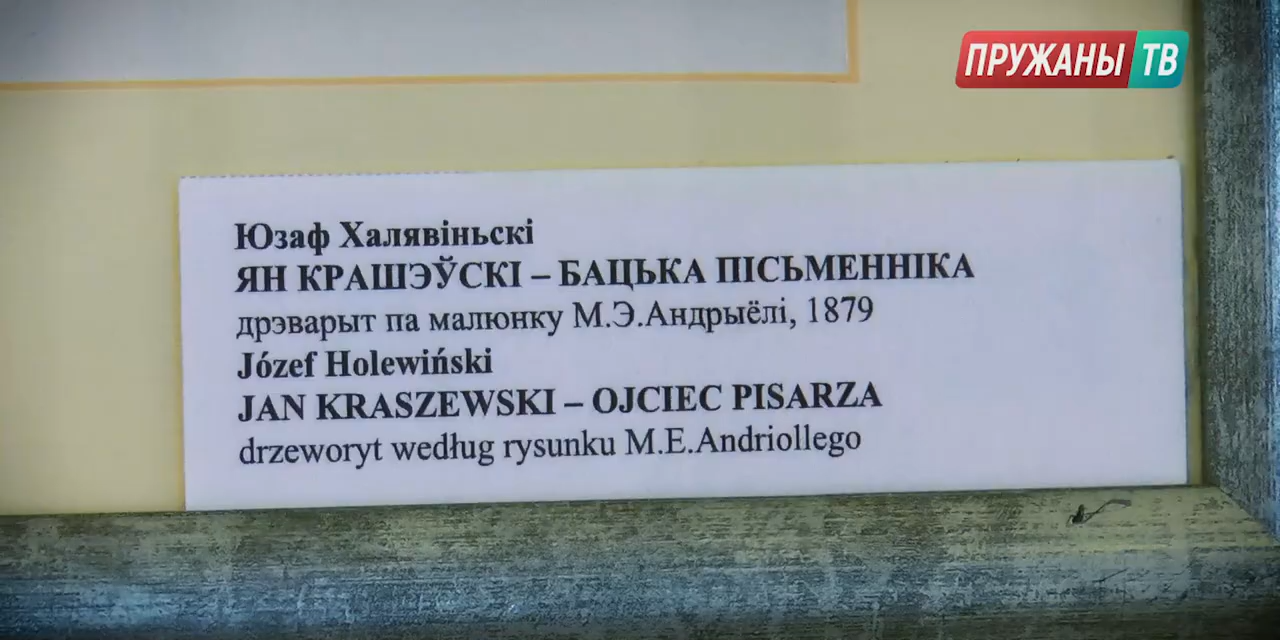 ПРУЖАНЫ ТВ
Юзаф Халявіньскі
ЯН КРАШЭЎСКІ – БАЦЬКА ПІСЬМЕННІКА
дрэварыт па малюнку М.Э.Андрыёлі, 1879
Józef Holewiński
JAN KRASZEWSKI – OJCIEC PISARZA
drzeworyt według rysunku M.E.Andriollego